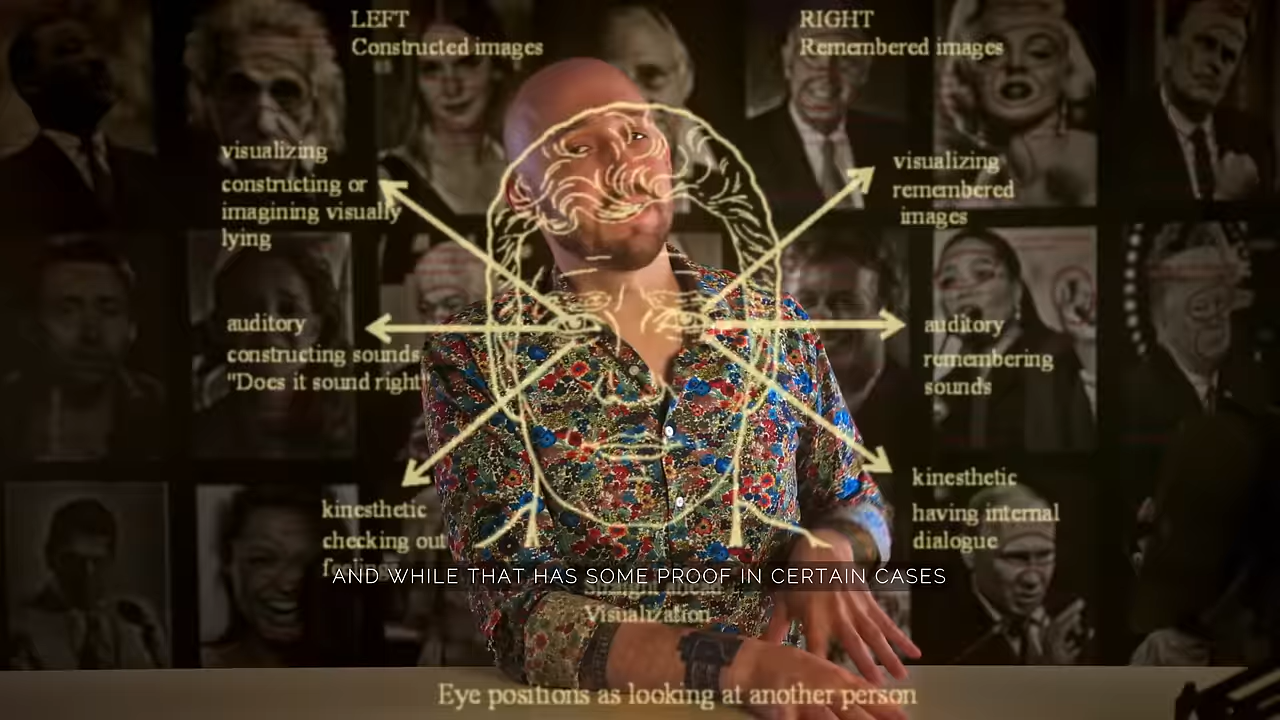 LEFT
Constructed images
RIGHT
Remembered images
visualizing
constructing or
imagining visually
lying
visualizing
remembered
images
auditory
constructing sounds
"Does it sound right
auditory
remembering
sounds
kinesthetic
checking out
kinesthetic
having internal
dialogue
AND WHILE THAT HAS SOME PROOF IN CERTAIN CASES
Visualization
Eye positions as looking at another person